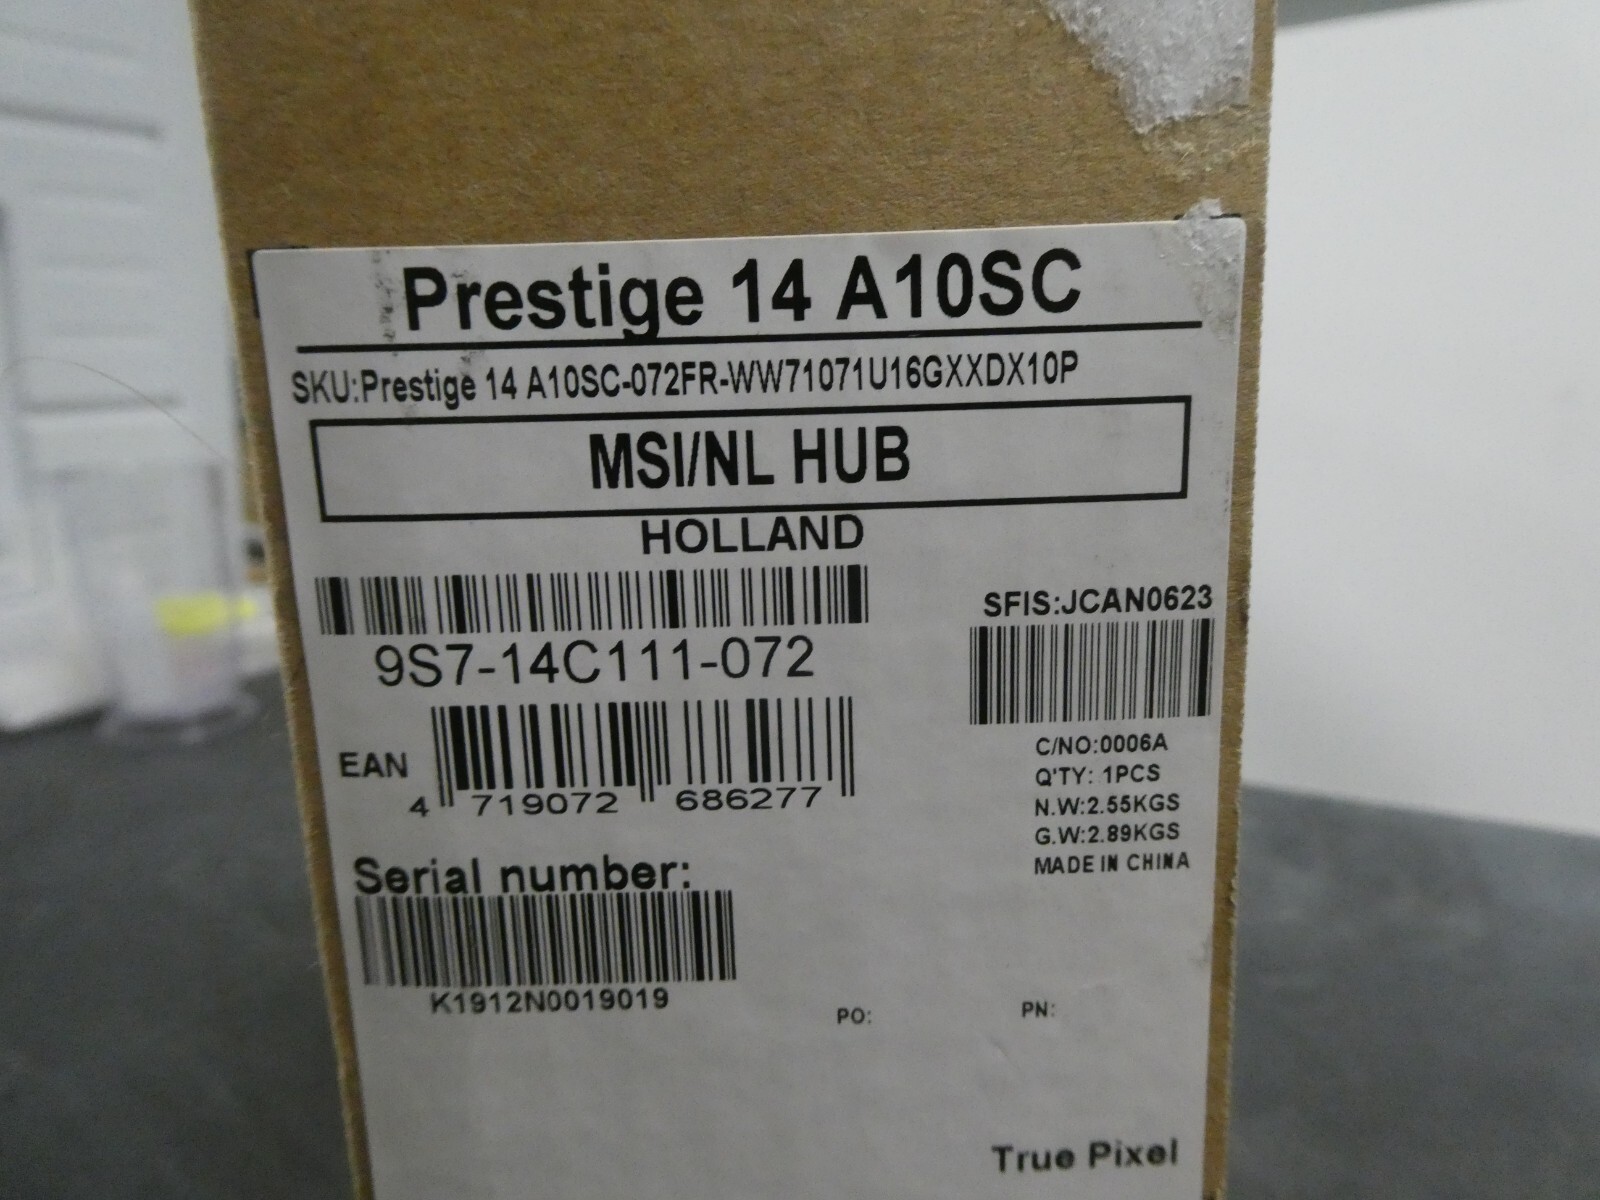 Prestige 14 A10SC
SKU:Prestige 14 A10SC-072FR-WW71071U16GXXDX10P
MSI/NL HUB
HOLLAND
9S7-14C111-072
SFIS:JCAN0623
EAN
4 719072 686277
C/NO:0006A
Q'TY: 1PCS
N.W:2.55KGS
G.W:2.89KGS
MADE IN CHINA
Serial number:
K1912N0019019
PO:
PN:
True Pixel